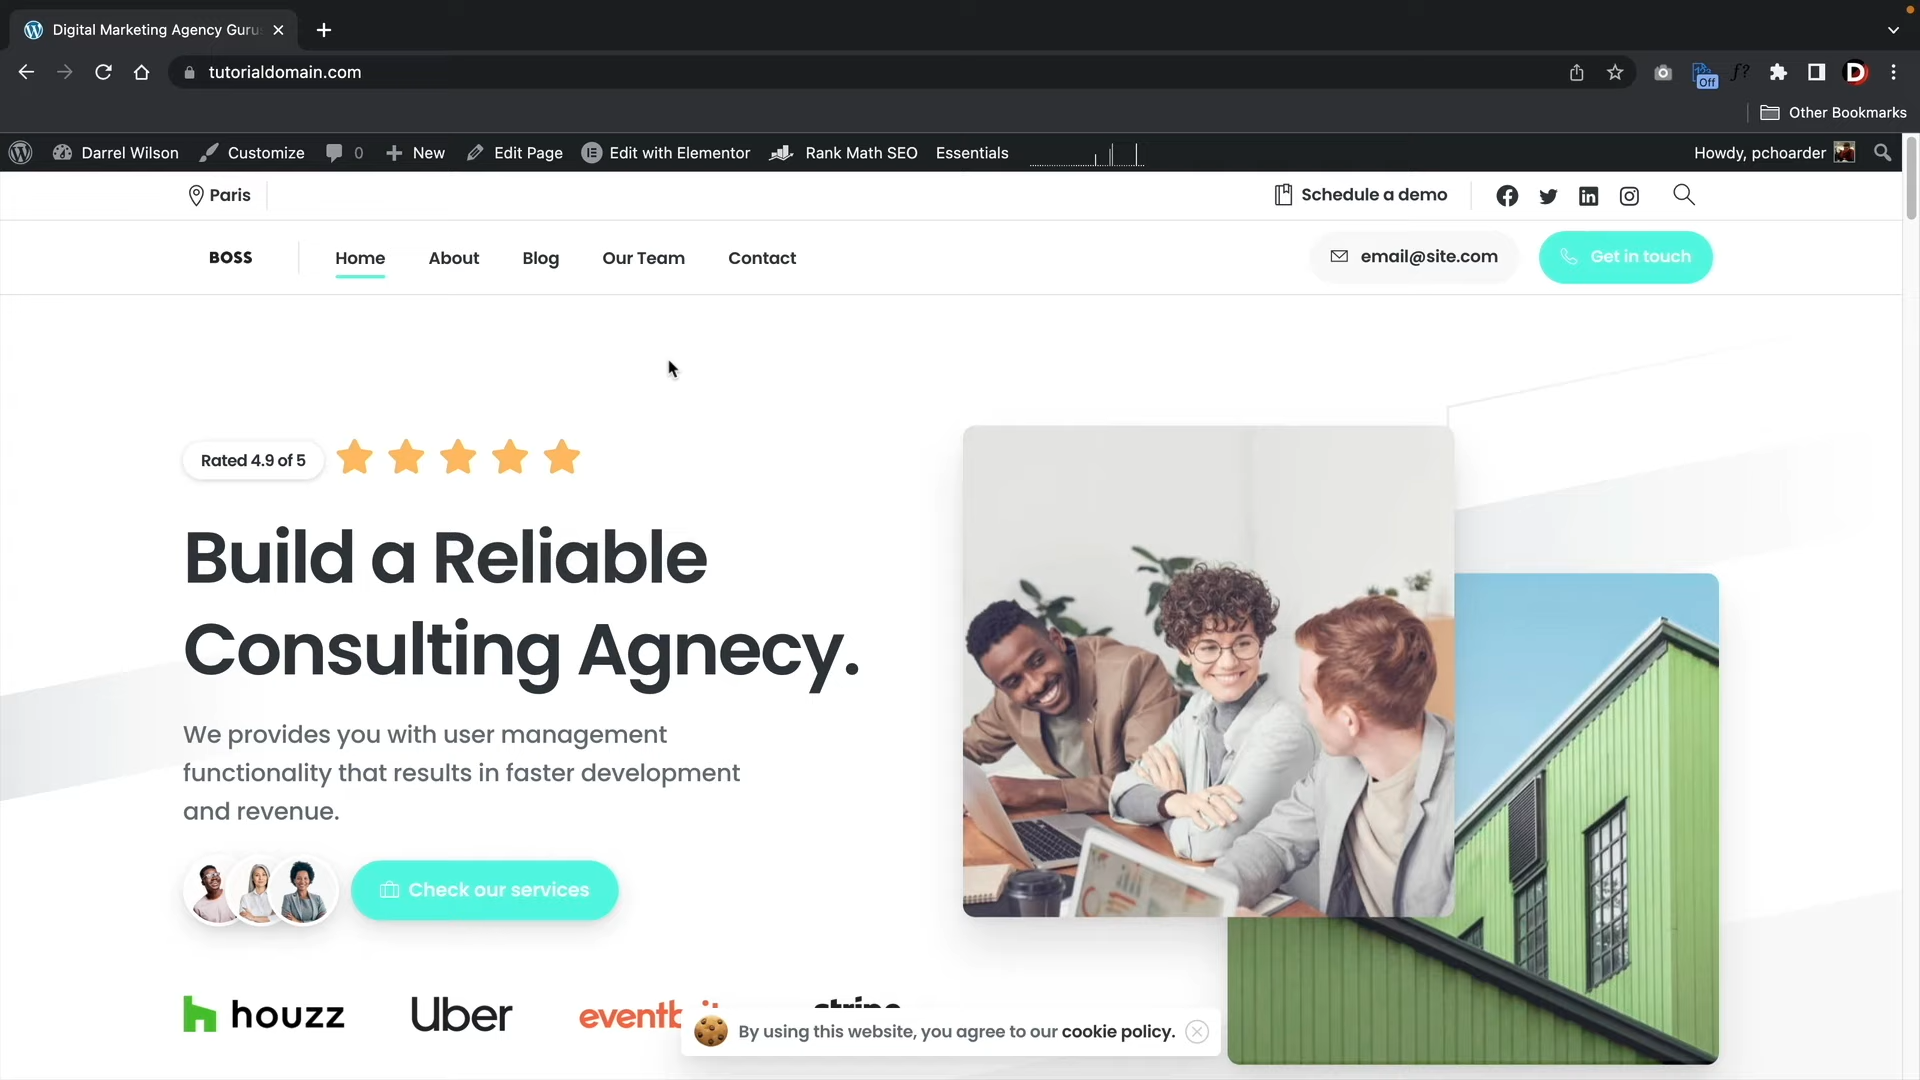 Digital Marketing Agency Guru
tutorialdomain.com
Off
f?
D
Other Bookmarks
Darrel Wilson
Customize
0
New
Edit Page
Edit with Elementor
Rank Math SEO
Essentials
Howdy, pchoarder
Paris
Schedule a demo
BOSS
Home
About
Blog
Our Team
Contact
email@site.com
Get in touch
Rated 4.9 of 5
Build a Reliable
Consulting Agnecy.
We provides you with user management
functionality that results in faster development
and revenue.
Check our services
houzz
Uber
By using this website, you agree to our cookie policy.